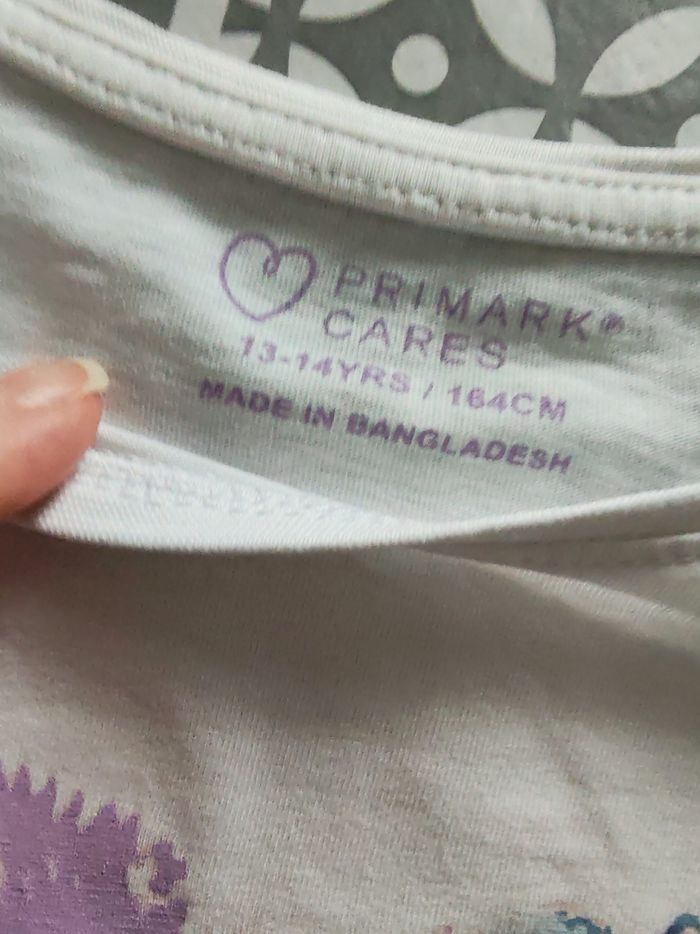 PRIMARK®
CARES
13-14YRS / 164CM
MADE IN BANGLADESH